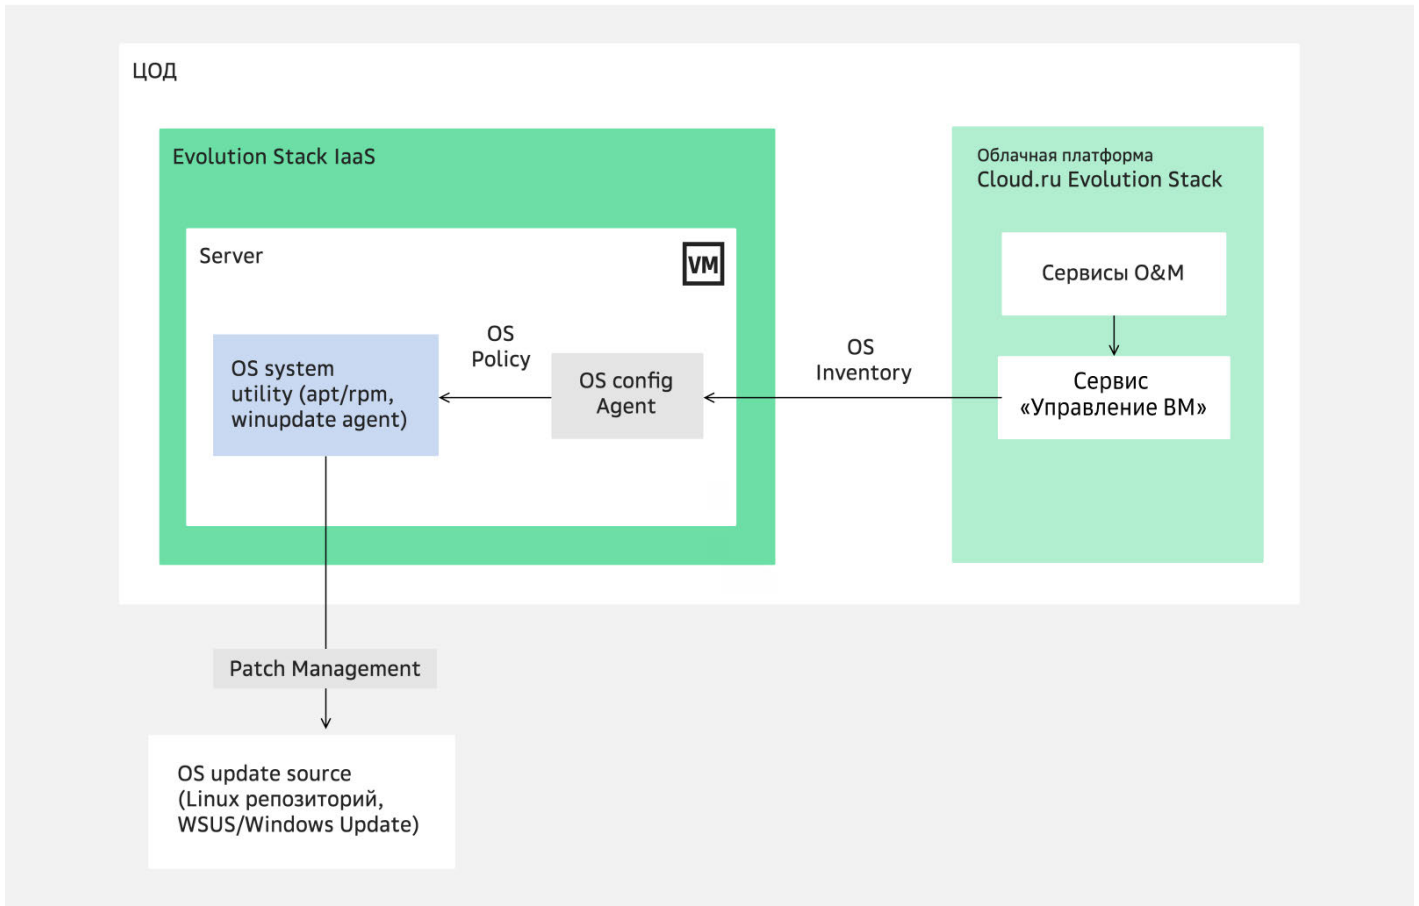 ЦОД
Evolution Stack IaaS
Server
VM
OS system
utility (apt/rpm,
winupdate agent)
OS
Policy
OS config
Agent
OS
Inventory
Облачная платформа
Cloud.ru Evolution Stack
Сервисы O&M
Сервис
«Управление ВМ»
Patch Management
OS update source
(Linux репозиторий,
WSUS/Windows Update)